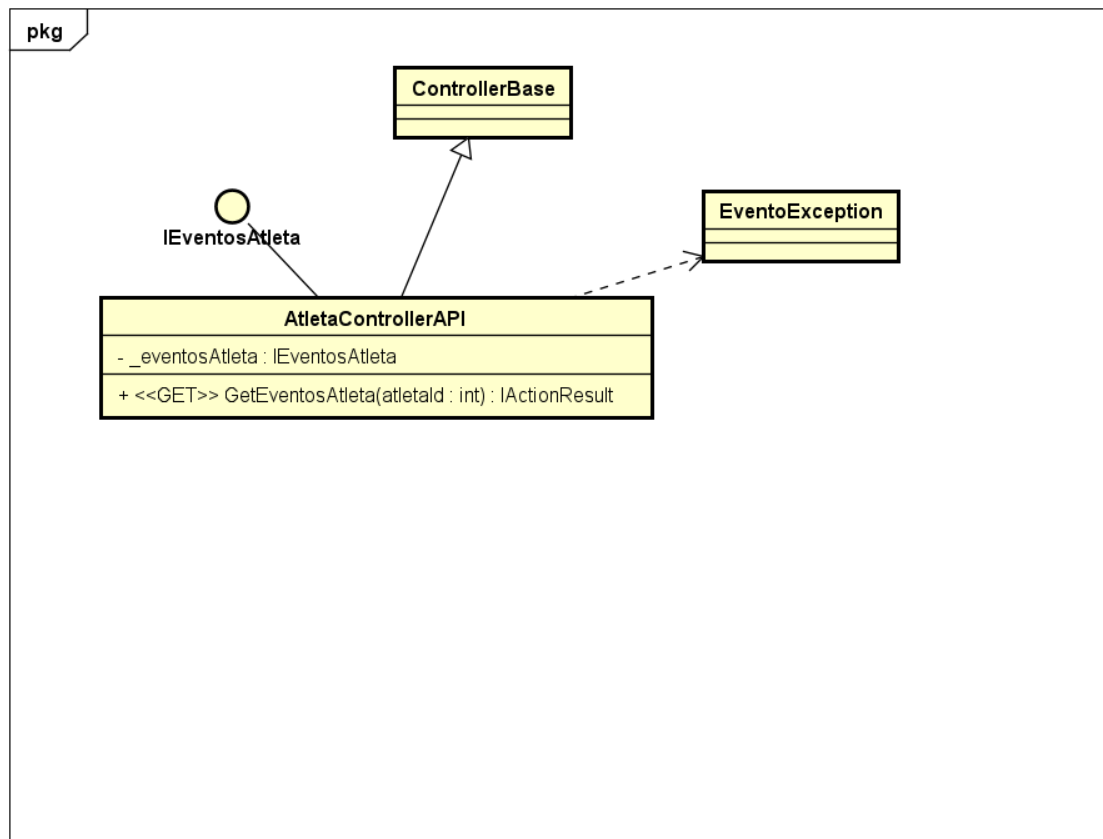 pkg
ControllerBase
IEventosAtleta
EventoException
AtletaControllerAPI
- _eventosAtleta : IEventosAtleta
+ <<GET>> GetEventosAtleta(atletaId : int) : IActionResult